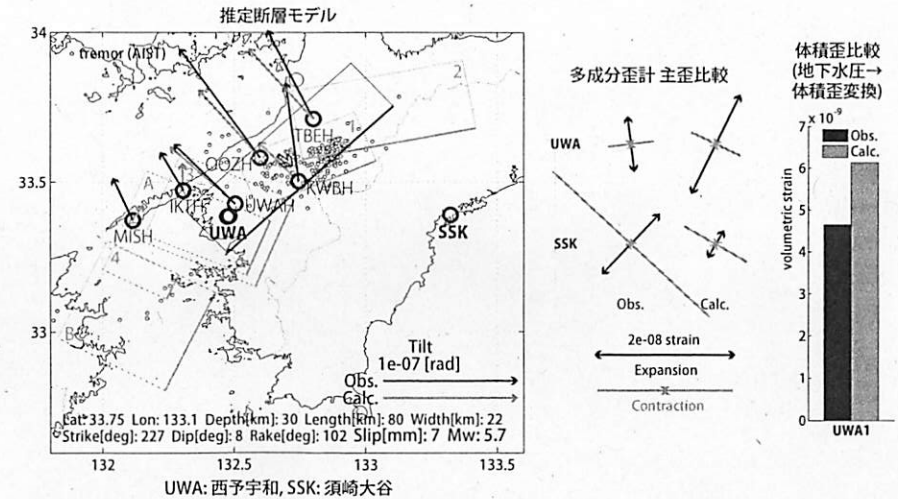 推定断層モデル
34
33.5
33
132
132.5
133
133.5
tremor (AIST)
2
TBEH
1
OOZH
KWBH
A
3
IKTH
UWAH
UWA
SSK
MISH
4
B
Tilt
1e-07 [rad]
Obs.
Calc.
Lat: 33.75 Lon: 133.1 Depth[km]: 30 Length[km]: 80 Width[km]: 22
Strike[deg]: 227 Dip[deg]: 8 Rake[deg]: 102 Slip[mm]: 7 Mw: 5.7
UWA: 西予宇和, SSK: 須崎大谷
多成分歪計 主歪比較
UWA
SSK
Obs.
Calc.
2e-08 strain
Expansion
Contraction
体積歪比較
(地下水圧→
体積歪変換)
x 10⁻⁹
Obs.
Calc.
volumetric strain
7
6
5
4
3
2
1
0
UWA1